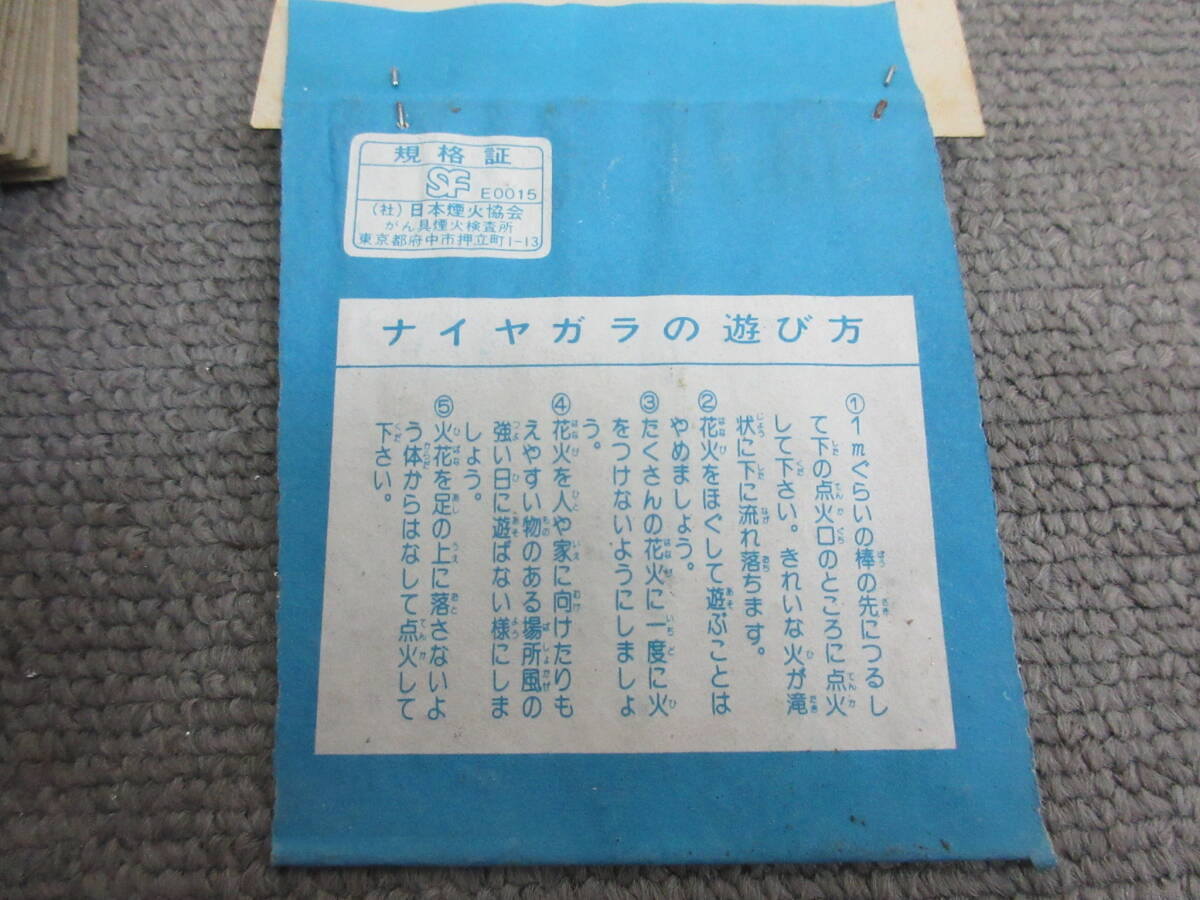 規格証
SF E0015
(社)日本煙火協会
がん具煙火検査所
東京都府中市押立町1-13
ナイヤガラの遊び方
①1mぐらいの棒の先につるし
て下の点火口のところに点火
して下さい。きれいな火が滝
状に下に流れ落ちます。
②花火をほぐして遊ぶことは
やめましょう。
③たくさんの花火に一度に火
をつけないようにしましょ
う。
④花火を人や家に向けたりも
えやすい物のある場所風の
強い日に遊ばない様にしま
しょう。
⑤火花を足の上に落さないよ
う体からはなして点火して
下さい。